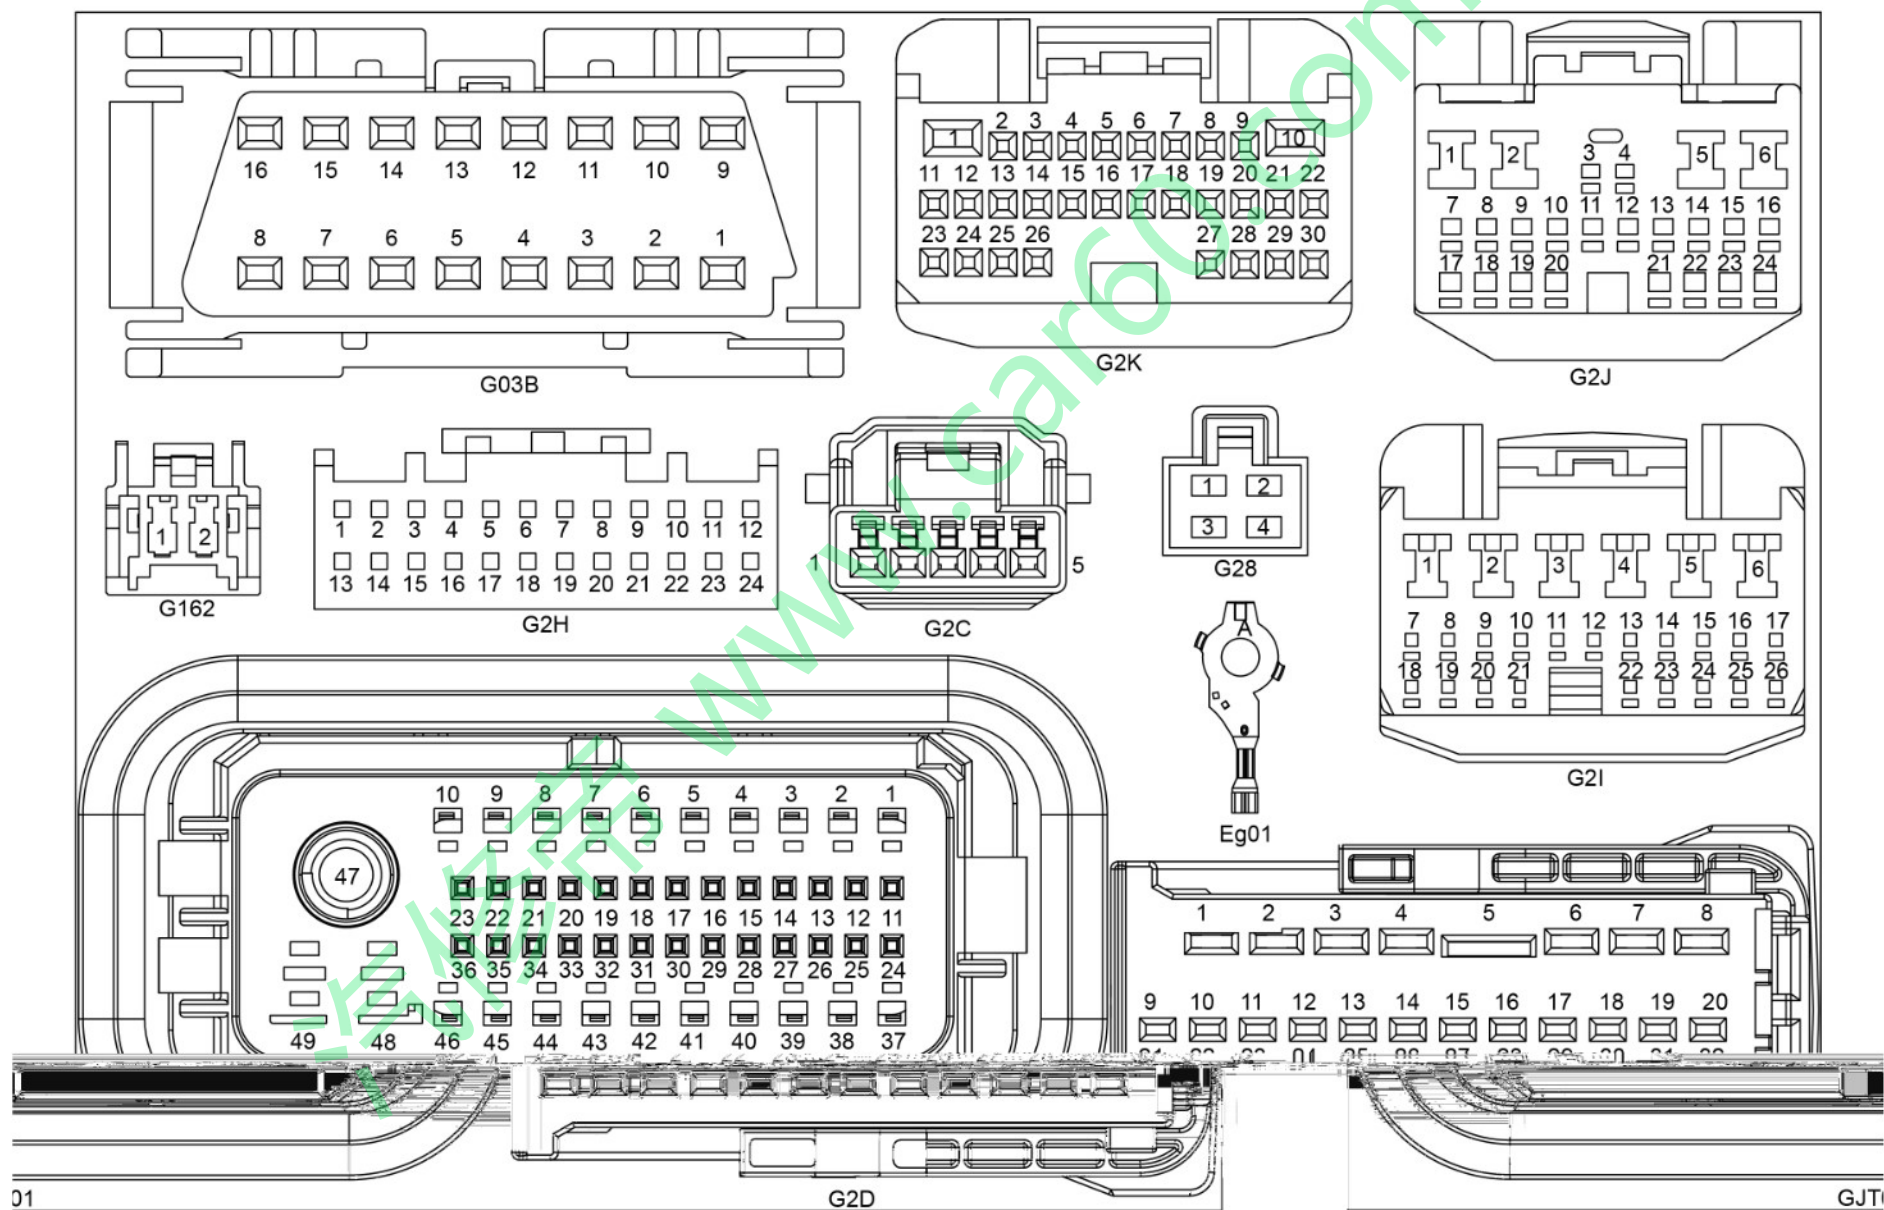 16 15 14 13 12 11 10 9
8 7 6 5 4 3 2 1
G03B
1 2 3 4 5 6 7 8 9 10
11 12 13 14 15 16 17 18 19 20 21 22
23 24 25 26 27 28 29 30
G2K
1 2 3 4 5 6
7 8 9 10 11 12 13 14 15 16
17 18 19 20 21 22 23 24
G2J
1 2
G162
1 2 3 4 5 6 7 8 9 10 11 12
13 14 15 16 17 18 19 20 21 22 23 24
G2H
1 5
G2C
1 2
3 4
G28
A
Eg01
1 2 3 4 5 6
7 8 9 10 11 12 13 14 15 16 17
18 19 20 21 22 23 24 25 26
G2I
10 9 8 7 6 5 4 3 2 1
47
23 22 21 20 19 18 17 16 15 14 13 12 11
36 35 34 33 32 31 30 29 28 27 26 25 24
49 48 46 45 44 43 42 41 40 39 38 37
1 2 3 4 5 6 7 8
9 10 11 12 13 14 15 16 17 18 19 20
01
G2D
GJT
汽修帝 www.car60.com